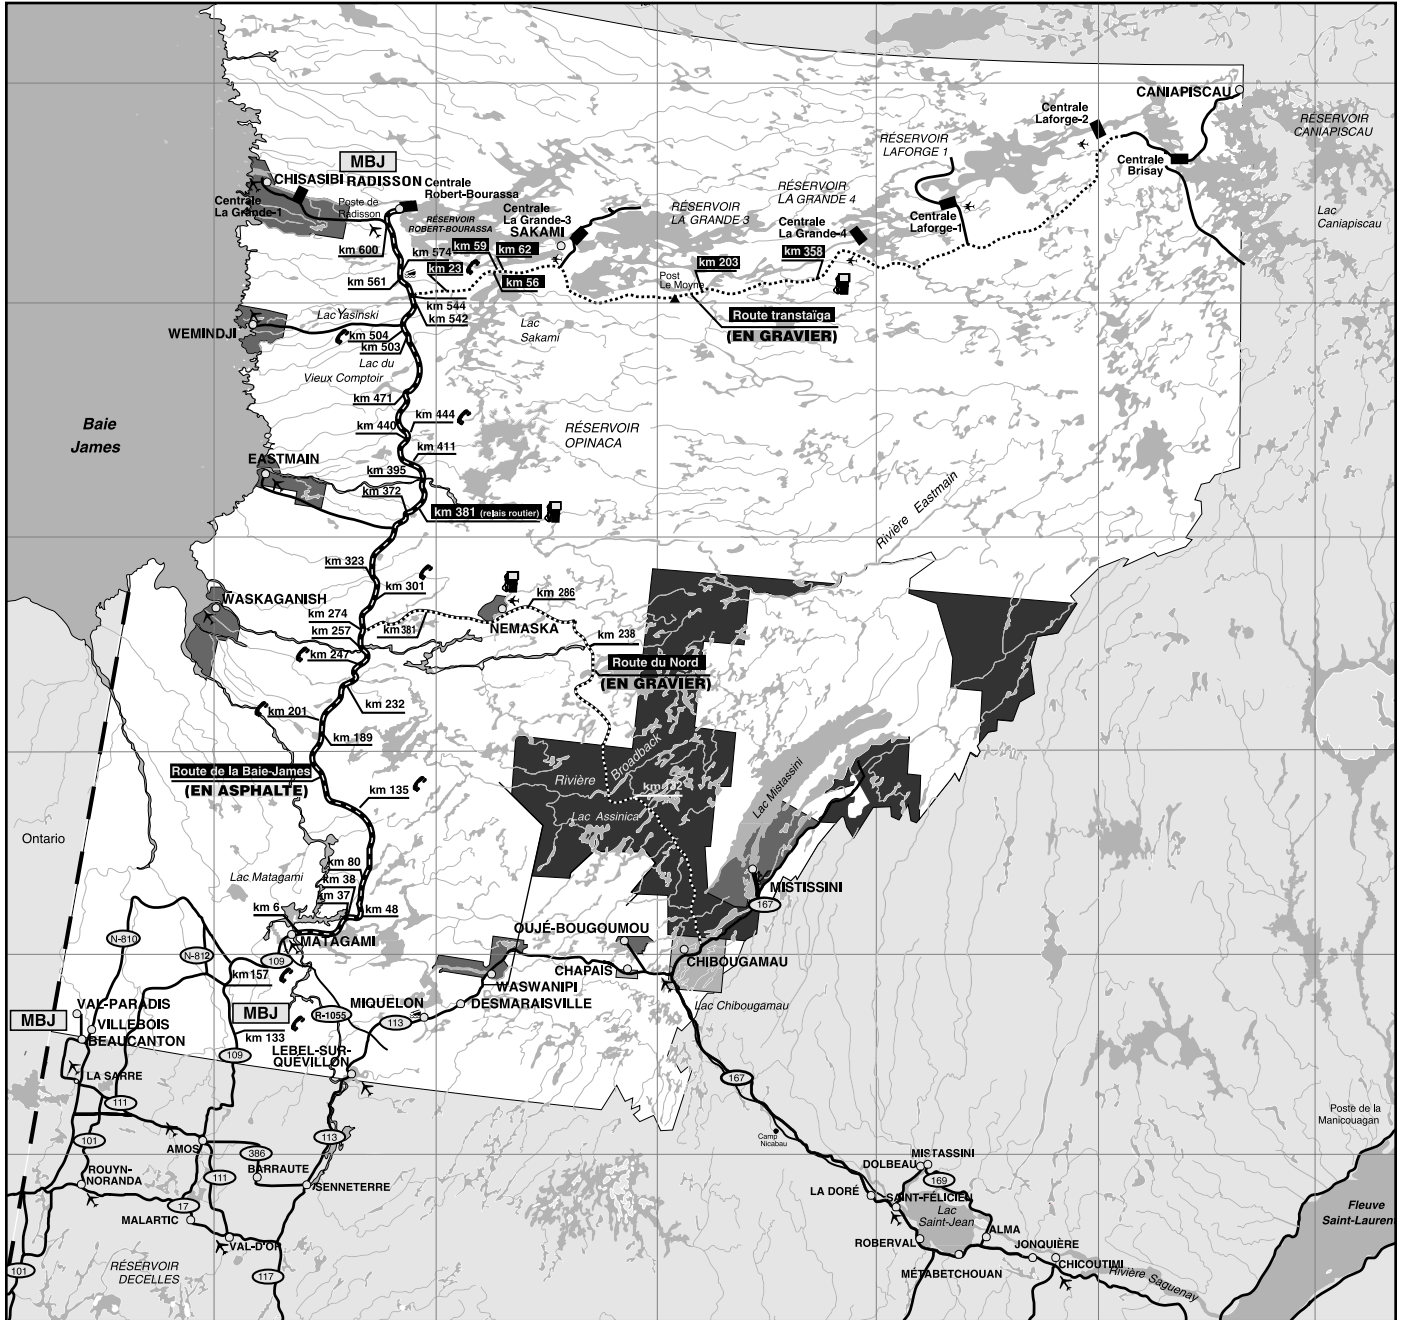 CANIAPISCAU
Centrale
Laforge-2
RÉSERVOIR
CANIAPISCAU
RÉSERVOIR
LAFORGE 1
Centrale
Brisay
MBJ
CHISASIBI
RADISSON
Centrale
Robert-Bourassa
Centrale
La Grande-1
Poste de
Radisson
RÉSERVOIR
ROBERT-BOURASSA
Centrale
La Grande-3
SAKAMI
RÉSERVOIR
LA GRANDE 3
RÉSERVOIR
LA GRANDE 4
Centrale
La Grande-4
Centrale
Laforge-1
Lac
Caniapiscau
km 600
km 574
km 59
km 62
km 23
km 56
km 561
km 203
km 358
Post
Le Moyne
km 544
km 542
Route transtaïga
(EN GRAVIER)
Lac Yasinski
WEMINDJI
km 504
km 503
Lac
Sakami
Lac du
Vieux Comptoir
km 471
km 444
km 440
Baie
James
RÉSERVOIR
OPINACA
km 411
EASTMAIN
km 395
km 372
km 381 (relais routier)
Rivière Eastmain
km 323
km 301
WASKAGANISH
km 274
km 257
km 381
km 286
NEMASKA
km 238
km 247
Route du Nord
(EN GRAVIER)
km 232
km 201
km 189
Route de la Baie-James
(EN ASPHALTE)
km 135
Rivière Broadback
km 132
Lac Assinica
Lac Mistassini
Ontario
km 80
Lac Matagami
km 38
km 37
km 6
km 48
MISTISSINI
167
MATAGAMI
OUJÉ-BOUGOUMOU
N-810
N-812
109
CHIBOUGAMAU
CHAPAIS
km 157
WASWANIPI
DESMARAISVILLE
Lac Chibougamau
MBJ
VAL-PARADIS
VILLEBOIS
BEAUCANTON
MBJ
km 133
R-1055
MIQUELON
113
LEBEL-SUR-
QUÉVILLON
109
LA SARRE
111
167
101
AMOS
386
113
Camp
Nicabau
Poste de la
Manicouagan
ROUYN-
NORANDA
111
BARRAUTE
SENNETERRE
DOLBEAU
MISTASSINI
169
LA DORÉ
SAINT-FÉLICIEN
17
MALARTIC
Lac
Saint-Jean
ALMA
Fleuve
Saint-Lauren
VAL-D'OR
ROBERVAL
JONQUIÈRE
CHICOUTIMI
101
RÉSERVOIR
DECELLES
117
MÉTABETCHOUAN
Rivière Saguenay